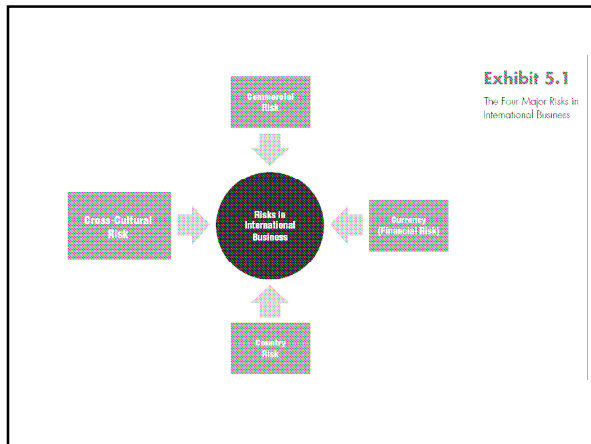 Exhibit 5.1
The Four Major Risks in
International Business
Commercial
Risk
Cross-Cultural
Risk
Risks in
International
Business
Currency
(Financial Risk)
Country
Risk